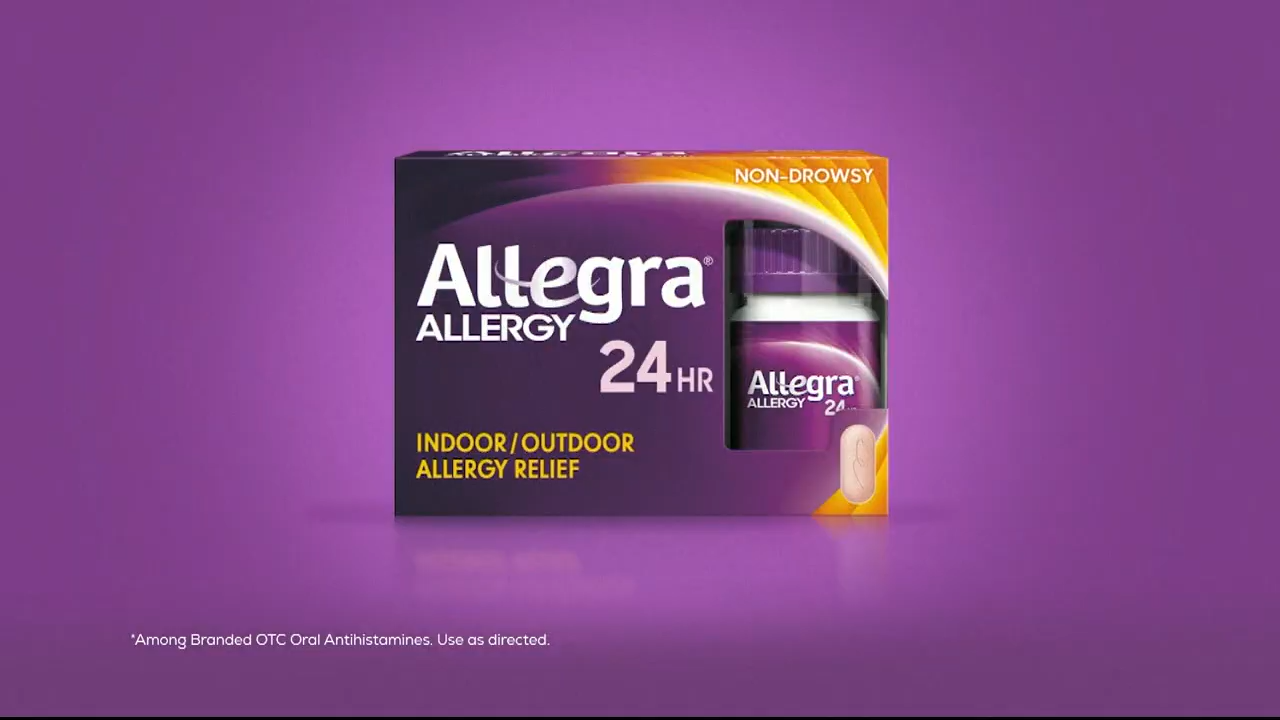 NON-DROWSY
Allegra®
ALLERGY
24 HR
INDOOR/OUTDOOR
ALLERGY RELIEF
Allegra®
ALLERGY
24
*Among Branded OTC Oral Antihistamines. Use as directed.